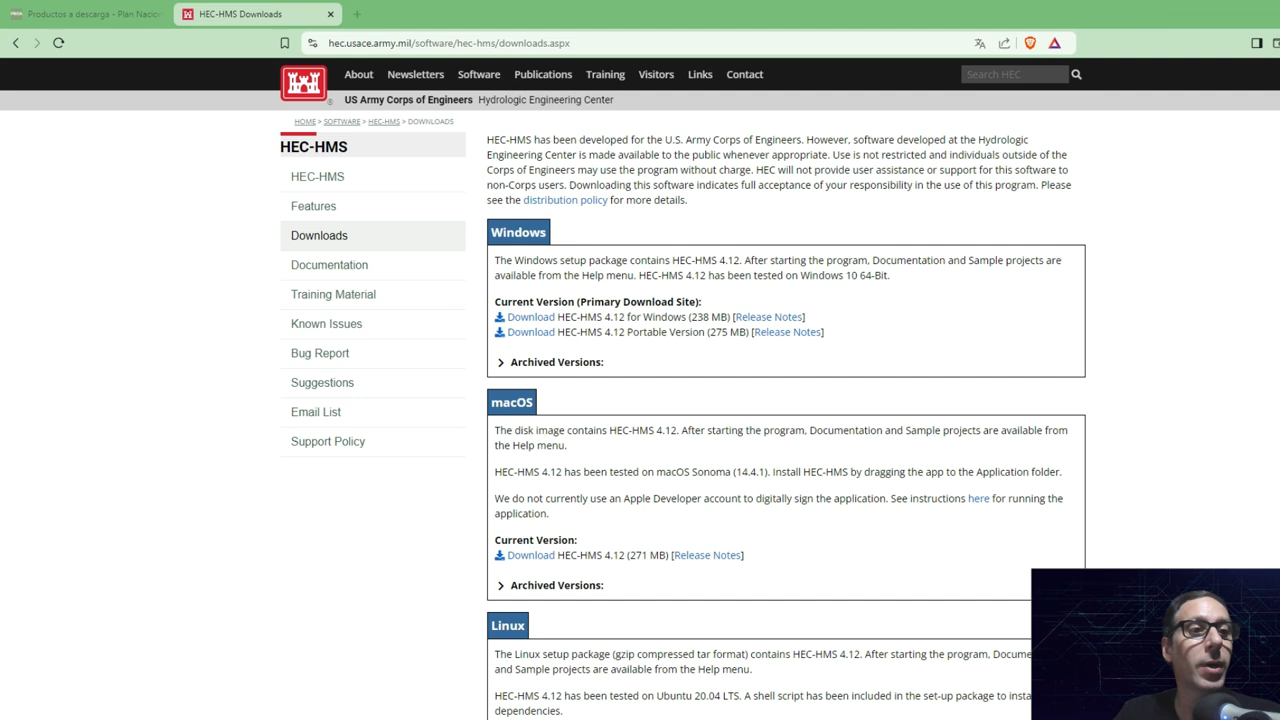 Productos a descarga - Plan Nacion
HEC-HMS Downloads
hec.usace.army.mil/software/hec-hms/downloads.aspx
About Newsletters Software Publications Training Visitors Links Contact
Search HEC
US Army Corps of Engineers Hydrologic Engineering Center
HOME > SOFTWARE > HEC-HMS > DOWNLOADS
HEC-HMS
HEC-HMS
Features
Downloads
Documentation
Training Material
Known Issues
Bug Report
Suggestions
Email List
Support Policy
HEC-HMS has been developed for the U.S. Army Corps of Engineers. However, software developed at the Hydrologic
Engineering Center is made available to the public whenever appropriate. Use is not restricted and individuals outside of the
Corps of Engineers may use the program without charge. HEC will not provide user assistance or support for this software to
non-Corps users. Downloading this software indicates full acceptance of your responsibility in the use of this program. Please
see the distribution policy for more details.
Windows
The Windows setup package contains HEC-HMS 4.12. After starting the program, Documentation and Sample projects are
available from the Help menu. HEC-HMS 4.12 has been tested on Windows 10 64-Bit.
Current Version (Primary Download Site):
Download HEC-HMS 4.12 for Windows (238 MB) [Release Notes]
Download HEC-HMS 4.12 Portable Version (275 MB) [Release Notes]
Archived Versions:
macOS
The disk image contains HEC-HMS 4.12. After starting the program, Documentation and Sample projects are available from
the Help menu.
HEC-HMS 4.12 has been tested on macOS Sonoma (14.4.1). Install HEC-HMS by dragging the app to the Application folder.
We do not currently use an Apple Developer account to digitally sign the application. See instructions here for running the
application.
Current Version:
Download HEC-HMS 4.12 (271 MB) [Release Notes]
Archived Versions:
Linux
The Linux setup package (gzip compressed tar format) contains HEC-HMS 4.12. After starting the program, Docume
and Sample projects are available from the Help menu.
HEC-HMS 4.12 has been tested on Ubuntu 20.04 LTS. A shell script has been included in the set-up package to insta
dependencies.